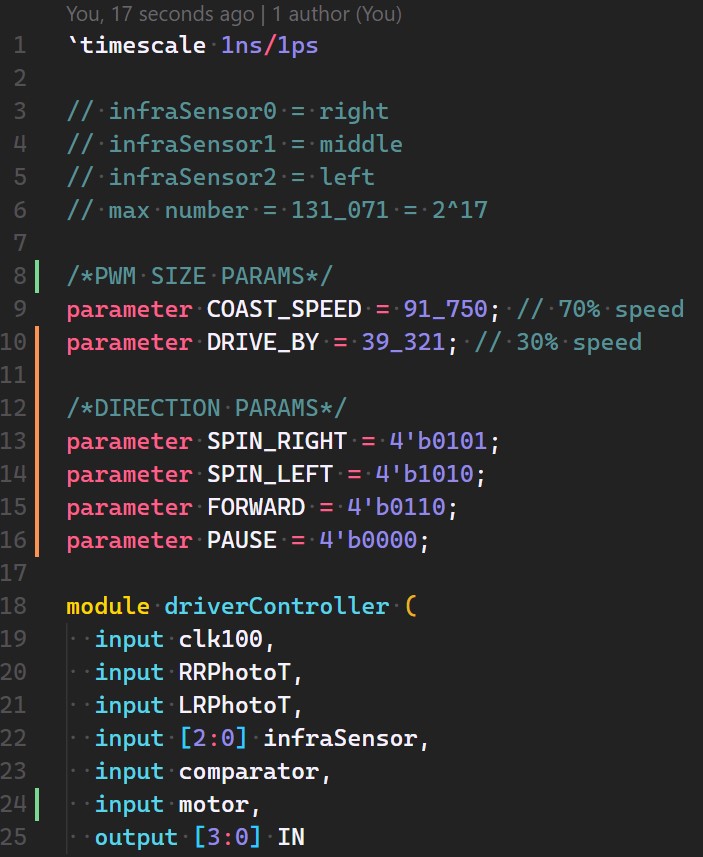 You, 17 seconds ago | 1 author (You)
1 `timescale 1ns/1ps
2
3 // infraSensor0 = right
4 // infraSensor1 = middle
5 // infraSensor2 = left
6 // max number = 131_071 = 2^17
7
8 /*PWM SIZE PARAMS*/
9 parameter COAST_SPEED = 91_750; // 70% speed
10 parameter DRIVE_BY = 39_321; // 30% speed
11
12 /*DIRECTION PARAMS*/
13 parameter SPIN_RIGHT = 4'b0101;
14 parameter SPIN_LEFT = 4'b1010;
15 parameter FORWARD = 4'b0110;
16 parameter PAUSE = 4'b0000;
17
18 module driverController (
19 input clk100,
20 input RRPhotoT,
21 input LRPhotoT,
22 input [2:0] infraSensor,
23 input comparator,
24 input motor,
25 output [3:0] IN